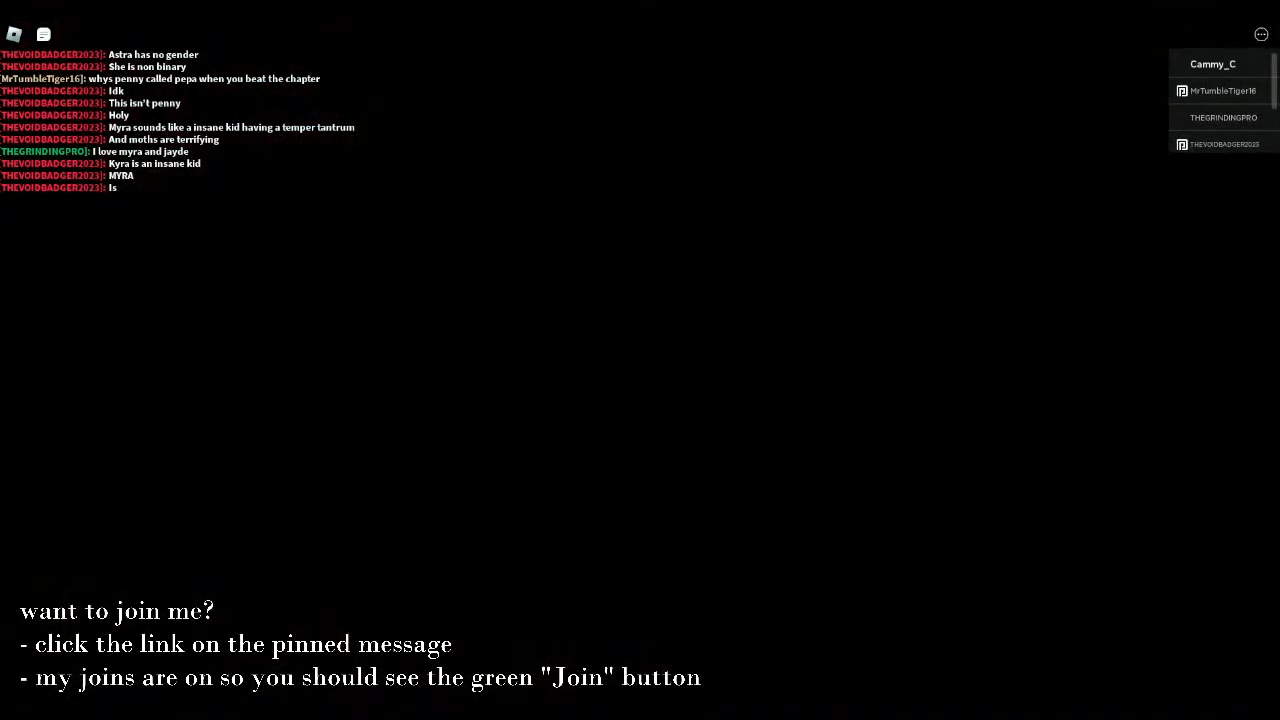 [THEVOIDBADGER2023]: Astra has no gender
[THEVOIDBADGER2023]: She is non binary
[MrTumbleTiger16]: whys penny called pepa when you beat the chapter
[THEVOIDBADGER2023]: Idk
[THEVOIDBADGER2023]: This isn't penny
[THEVOIDBADGER2023]: Holy
[THEVOIDBADGER2023]: Myra sounds like a insane kid having a temper tantrum
[THEVOIDBADGER2023]: And moths are terrifying
[THEGRINDINGPRO]: I love myra and jayde
[THEVOIDBADGER2023]: Kyra is an insane kid
[THEVOIDBADGER2023]: MYRA
[THEVOIDBADGER2023]: Is
Cammy_C
MrTumbleTiger16
THEGRINDINGPRO
THEVOIDBADGER2023
want to join me?
- click the link on the pinned message
- my joins are on so you should see the green "Join" button